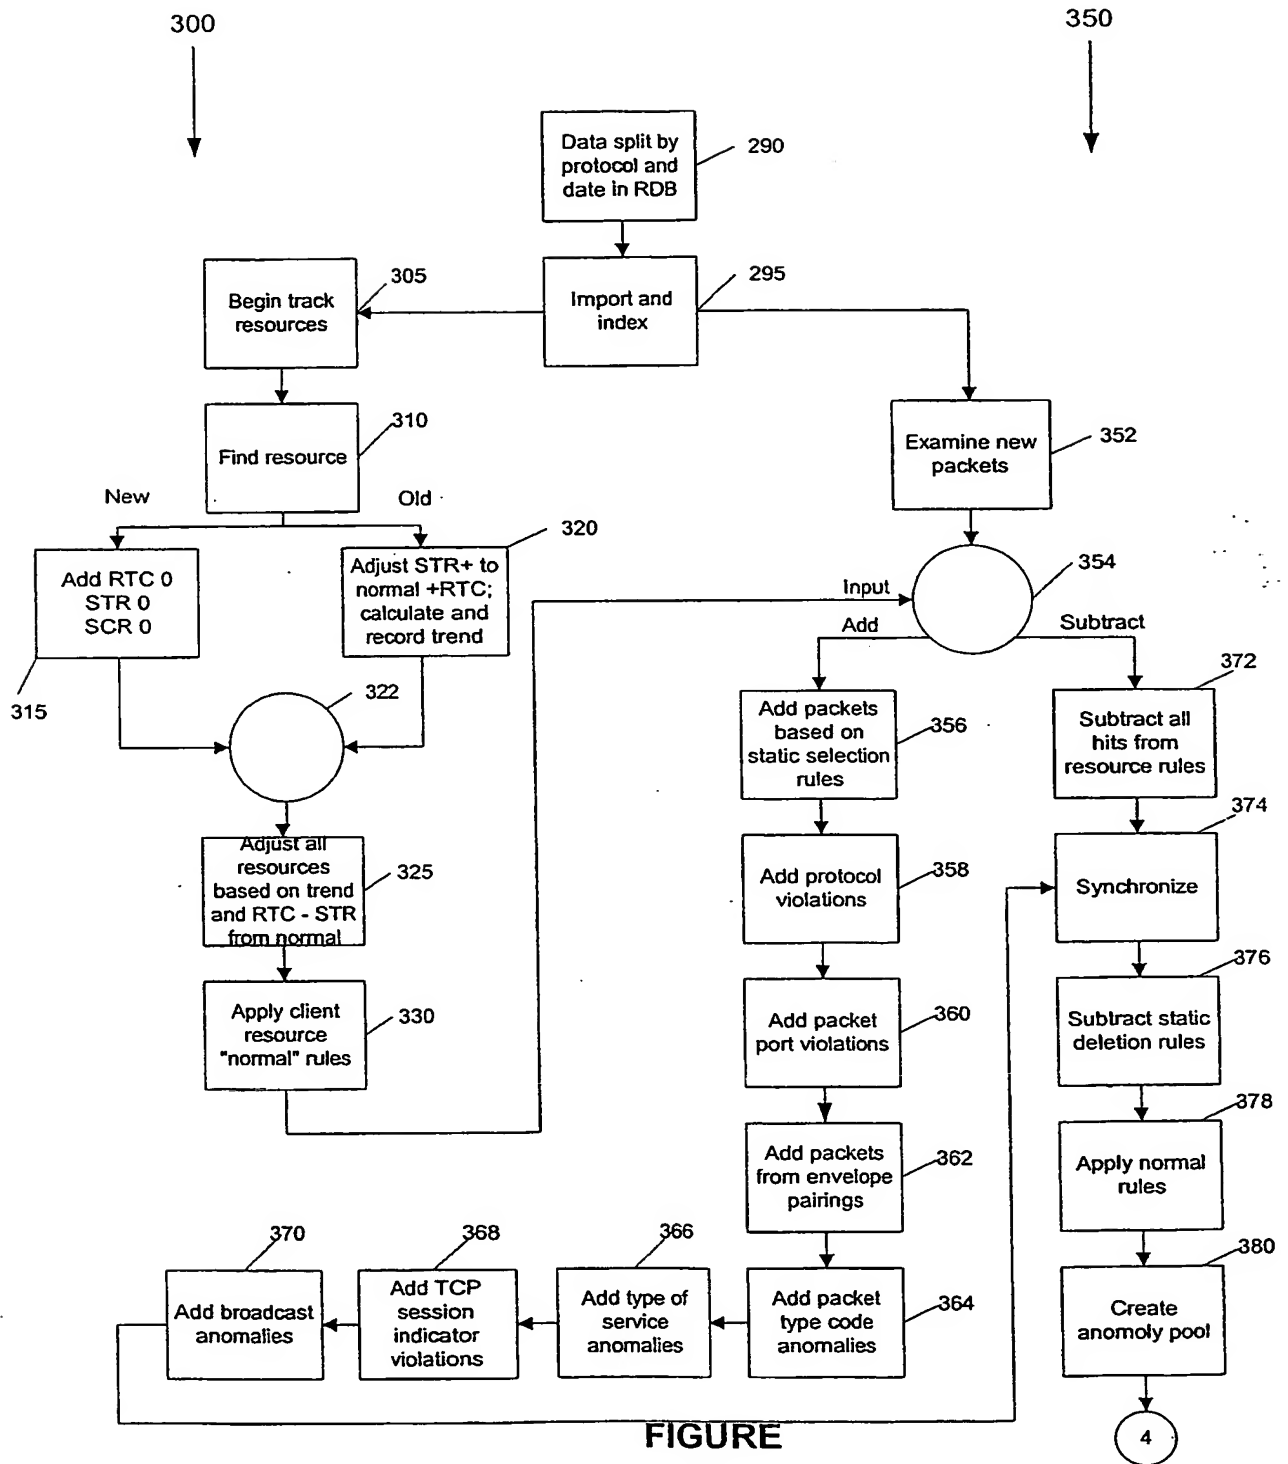 300
350
Data split by
protocol and
date in RDB
290
Begin track
resources
305
Import and
index
295
Find resource
310
Examine new
packets
352
New
Old
Add RTC 0
STR 0
SCR 0
315
Adjust STR+ to
normal +RTC;
calculate and
record trend
320
322
354
Input
Add
Subtract
Adjust all
resources
based on trend
and RTC - STR
from normal
325
Apply client
resource
"normal" rules
330
Add packets
based on
static selection
rules
356
Add protocol
violations
358
Add packet
port violations
360
Add packets
from envelope
pairings
362
Add packet
type code
anomalies
364
Add type of
service
anomalies
366
Add TCP
session
indicator
violations
368
Add broadcast
anomalies
370
Subtract all
hits from
resource rules
372
Synchronize
374
Subtract static
deletion rules
376
Apply normal
rules
378
Create
anomoly pool
380
4
FIGURE